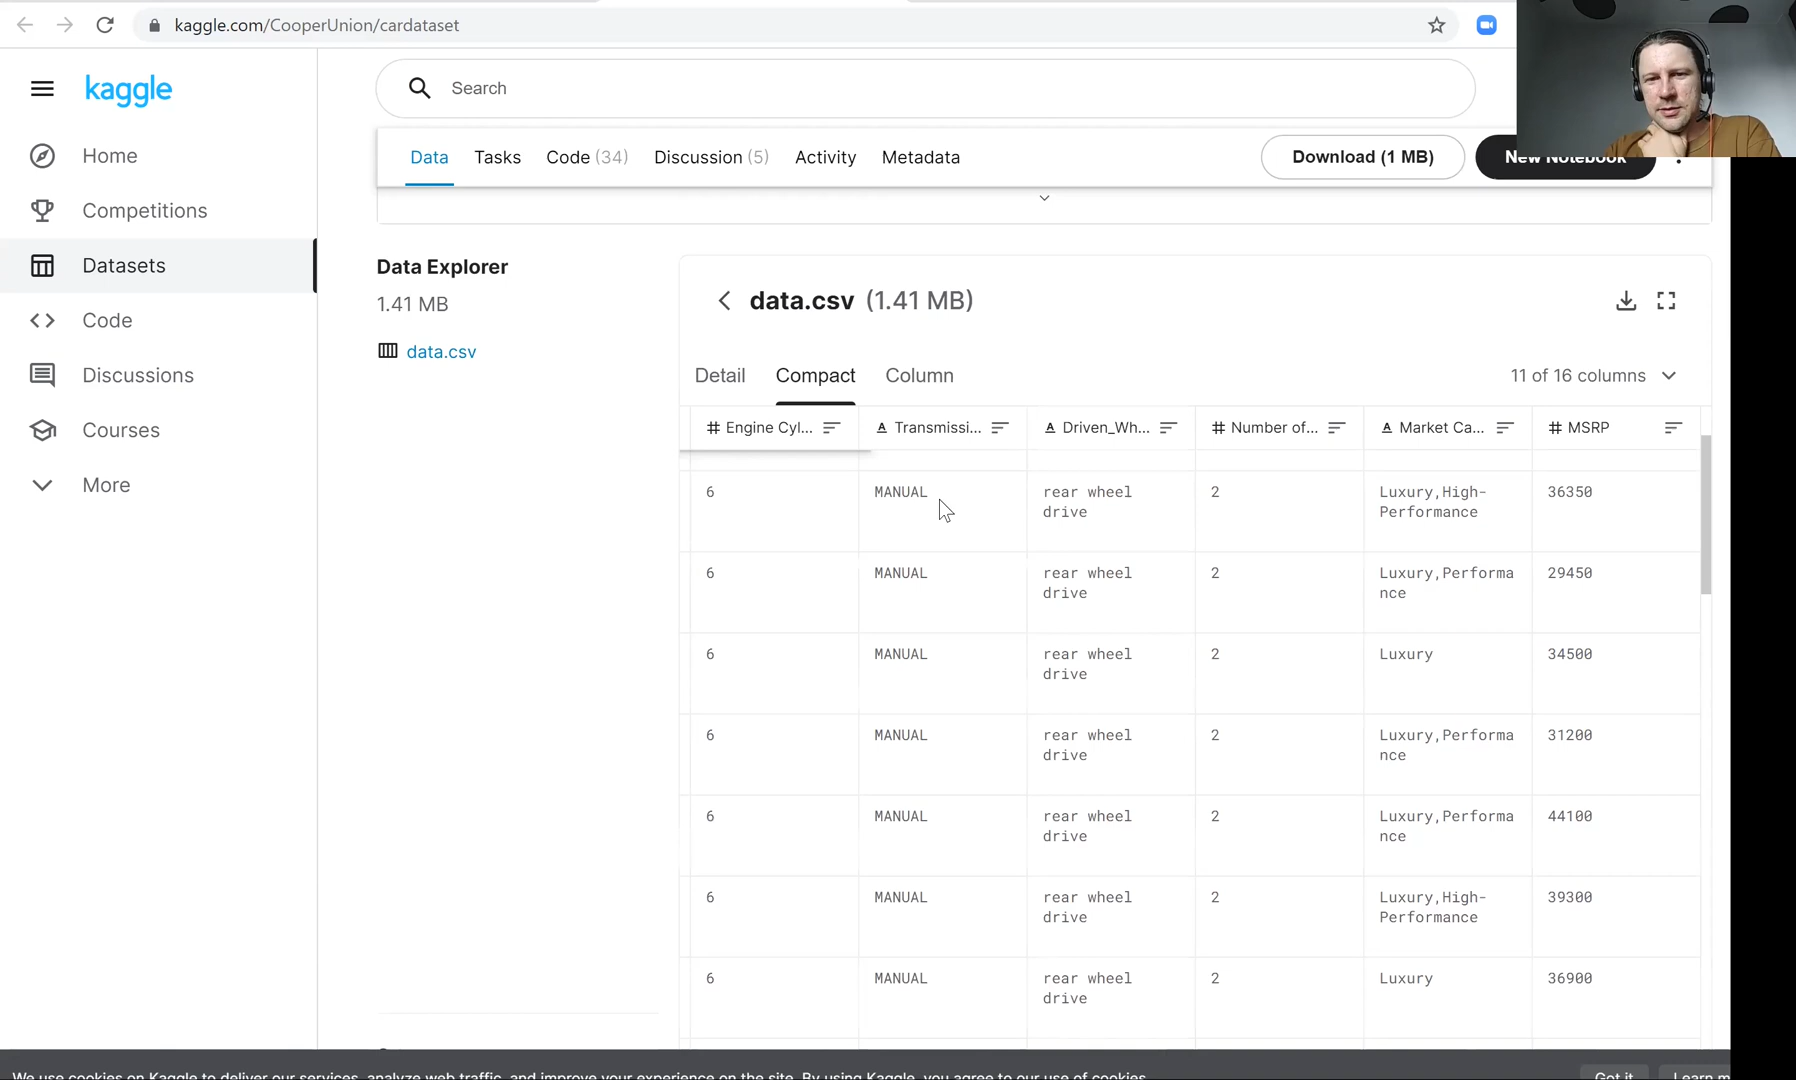 kaggle.com/CooperUnion/cardataset
kaggle
Search
Home
Competitions
Datasets
Code
Discussions
Courses
More
Data Tasks Code (34) Discussion (5) Activity Metadata
Download (1 MB)
New Notebook
Data Explorer
1.41 MB
data.csv
data.csv (1.41 MB)
Detail Compact Column
11 of 16 columns
# Engine Cyl... A Transmissi... A Driven_Wh... # Number of... A Market Ca... # MSRP
6 MANUAL rear wheel 2 Luxury,High- 36350
drive Performance
6 MANUAL rear wheel 2 Luxury,Performa 29450
drive nce
6 MANUAL rear wheel 2 Luxury 34500
drive
6 MANUAL rear wheel 2 Luxury,Performa 31200
drive nce
6 MANUAL rear wheel 2 Luxury,Performa 44100
drive nce
6 MANUAL rear wheel 2 Luxury,High- 39300
drive Performance
6 MANUAL rear wheel 2 Luxury 36900
drive
We use cookies on Kaggle to deliver our services, analyze web traffic, and improve your experience on the site. By using Kaggle, you agree to our use of cookies.
Got it Learn m